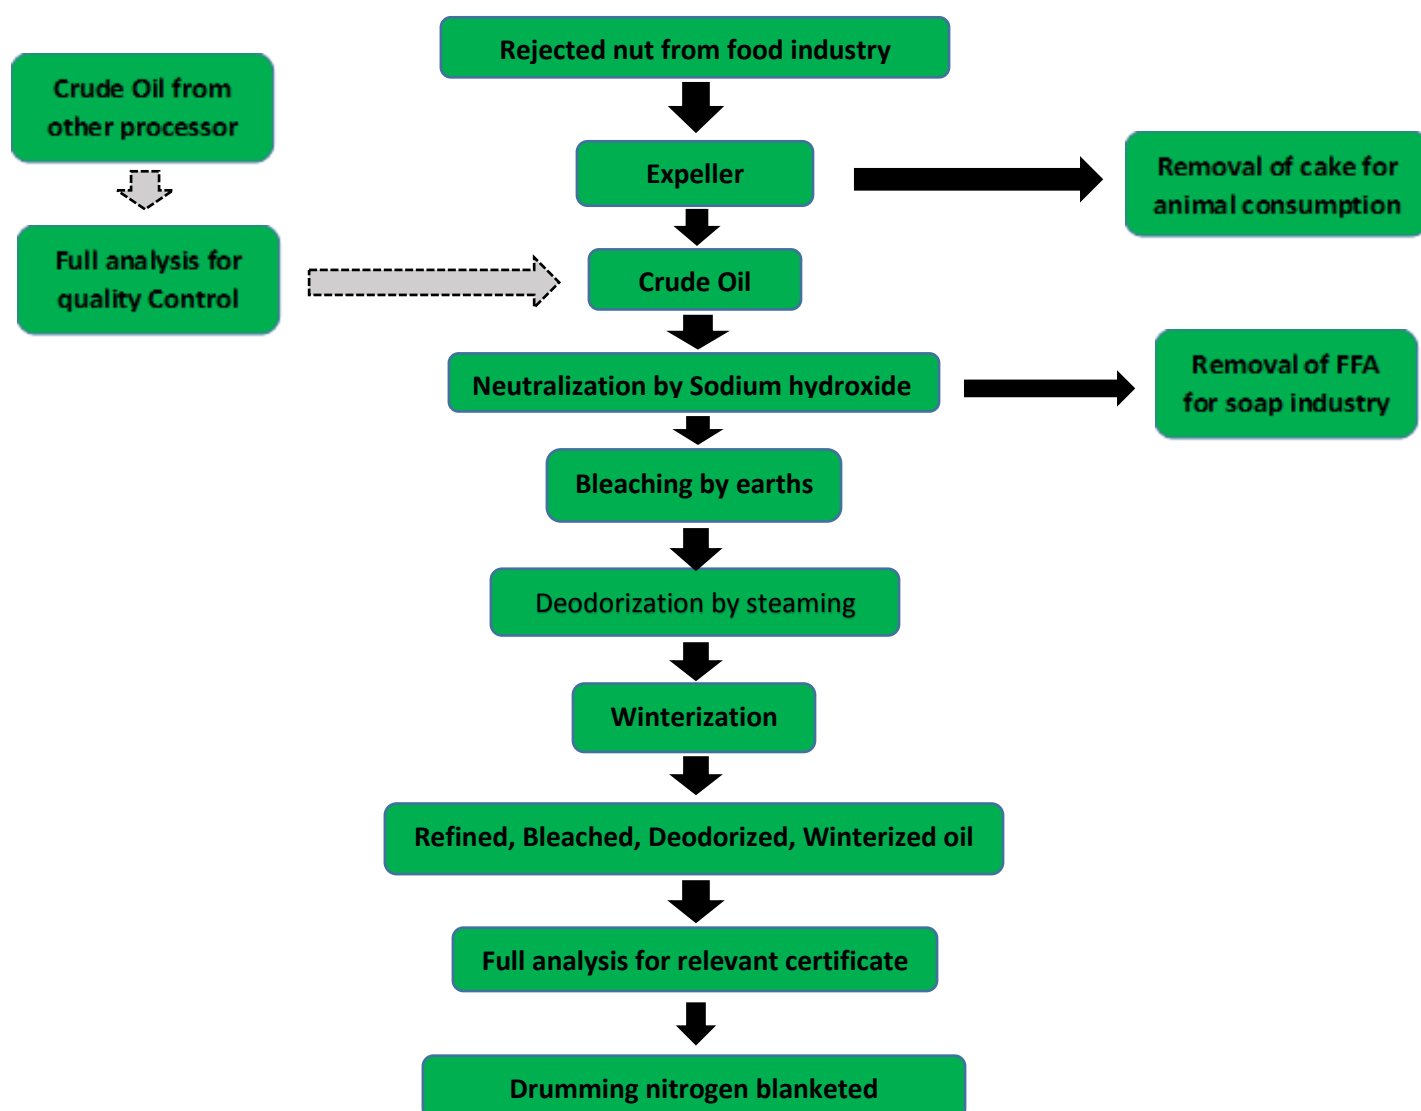 Rejected nut from food industry
Crude Oil from
other processor
Expeller
Removal of cake for
animal consumption
Full analysis for
quality Control
Crude Oil
Neutralization by Sodium hydroxide
Removal of FFA
for soap industry
Bleaching by earths
Deodorization by steaming
Winterization
Refined, Bleached, Deodorized, Winterized oil
Full analysis for relevant certificate
Drumming nitrogen blanketed